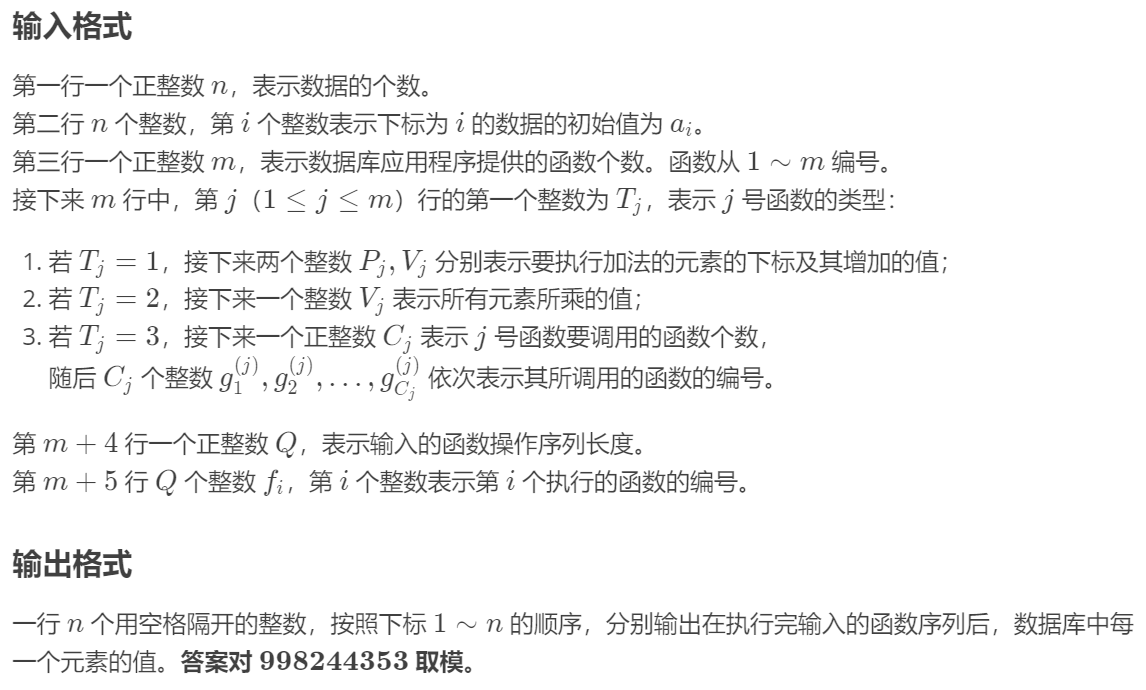 输入格式
第一行一个正整数 n，表示数据的个数。
第二行 n 个整数，第 i 个整数表示下标为 i 的数据的初始值为 a_i。
第三行一个正整数 m，表示数据库应用程序提供的函数个数。函数从 1 ∼ m 编号。
接下来 m 行中，第 j（1 ≤ j ≤ m）行的第一个整数为 T_j，表示 j 号函数的类型：
1. 若 T_j = 1，接下来两个整数 P_j, V_j 分别表示要执行加法的元素的下标及其增加的值；
2. 若 T_j = 2，接下来一个整数 V_j 表示所有元素所乘的值；
3. 若 T_j = 3，接下来一个正整数 C_j 表示 j 号函数要调用的函数个数，
随后 C_j 个整数 g_1^{(j)}, g_2^{(j)}, …, g_{C_j}^{(j)} 依次表示其所调用的函数的编号。
第 m + 4 行一个正整数 Q，表示输入的函数操作序列长度。
第 m + 5 行 Q 个整数 f_i，第 i 个整数表示第 i 个执行的函数的编号。
输出格式
一行 n 个用空格隔开的整数，按照下标 1 ∼ n 的顺序，分别输出在执行完输入的函数序列后，数据库中每
一个元素的值。答案对 998244353 取模。